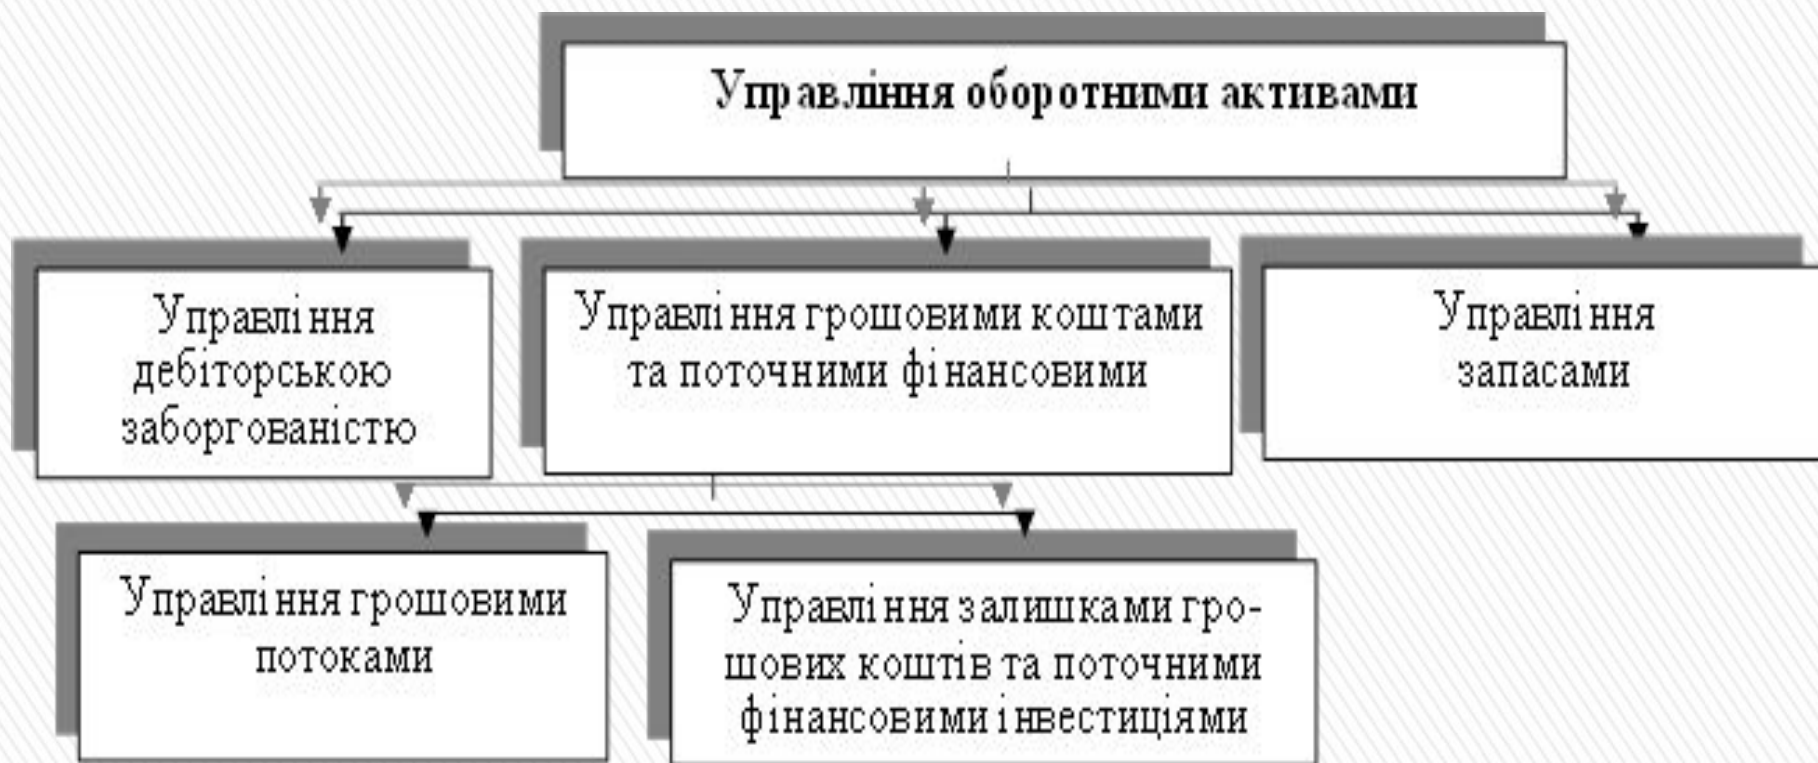 Управління оборотними активами
Управління
дебіторською
заборгованістю
Управління грошовими коштами
та поточними фінансовими
Управління
запасами
Управління грошовими
потоками
Управління залишками гро-
шових коштів та поточними
фінансовими інвестиціями